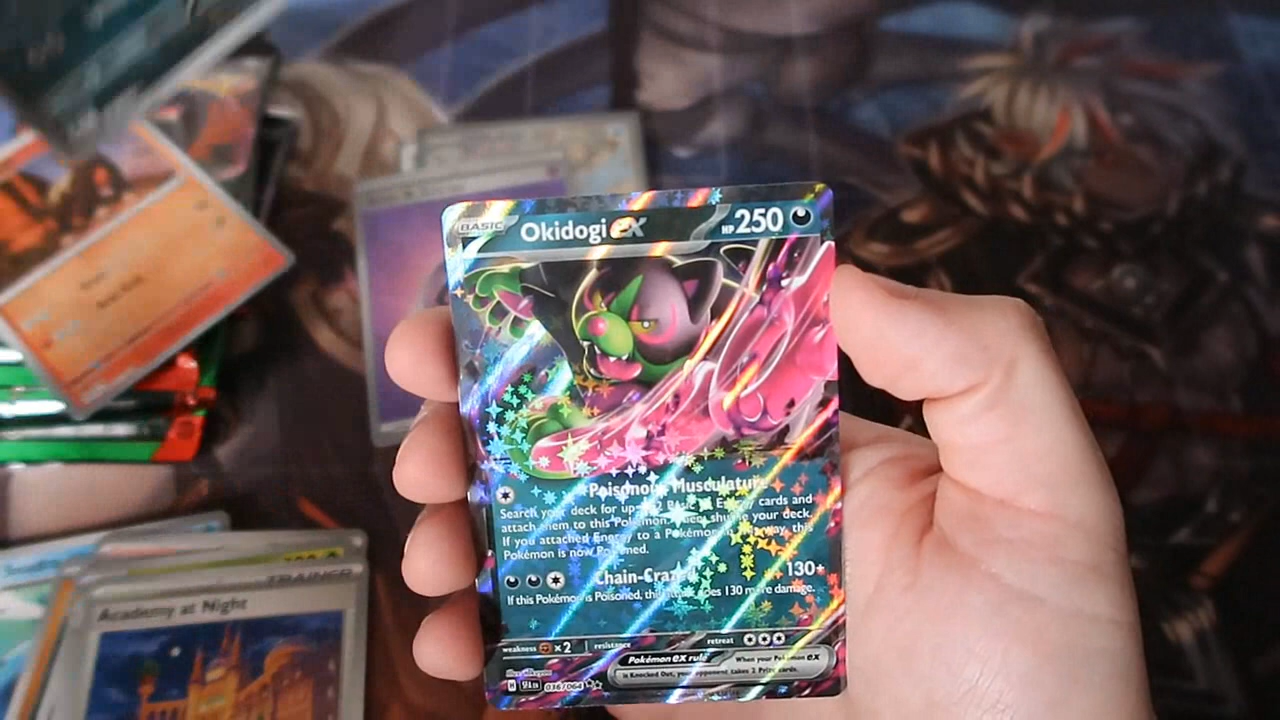 BASIC Okidogi ex HP 250
Poisonous Musculature
Search your deck for up to 2 Basic Energy cards and
attach them to this Pokémon. Then, shuffle your deck.
If you attached Energy to a Pokémon in this way, this
Pokémon is now Poisoned.
Chain-Crazed 130+
If this Pokémon is Poisoned, this attack does 130 more damage.
weakness ×2 resistance retreat
Pokémon ex rule When your Pokémon ex
is Knocked Out, your opponent takes 2 Prize cards.
H SFA EN 036/064 ★★
TRAINER
Academy at Night